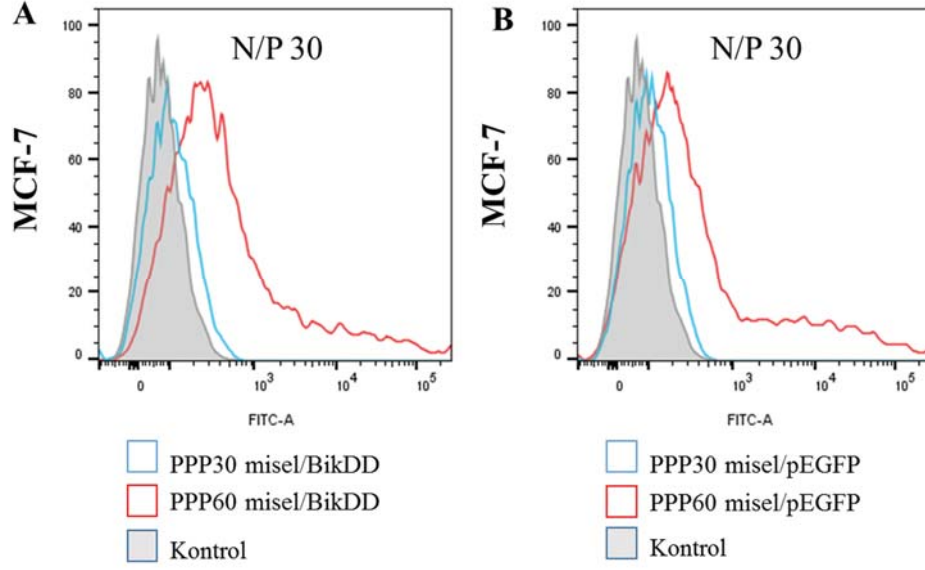 A
N/P 30
MCF-7
100
80
60
40
20
0
0
10³
10⁴
10⁵
FITC-A
PPP30 misel/BikDD
PPP60 misel/BikDD
Kontrol
B
N/P 30
MCF-7
100
80
60
40
20
0
0
10³
10⁴
10⁵
FITC-A
PPP30 misel/pEGFP
PPP60 misel/pEGFP
Kontrol